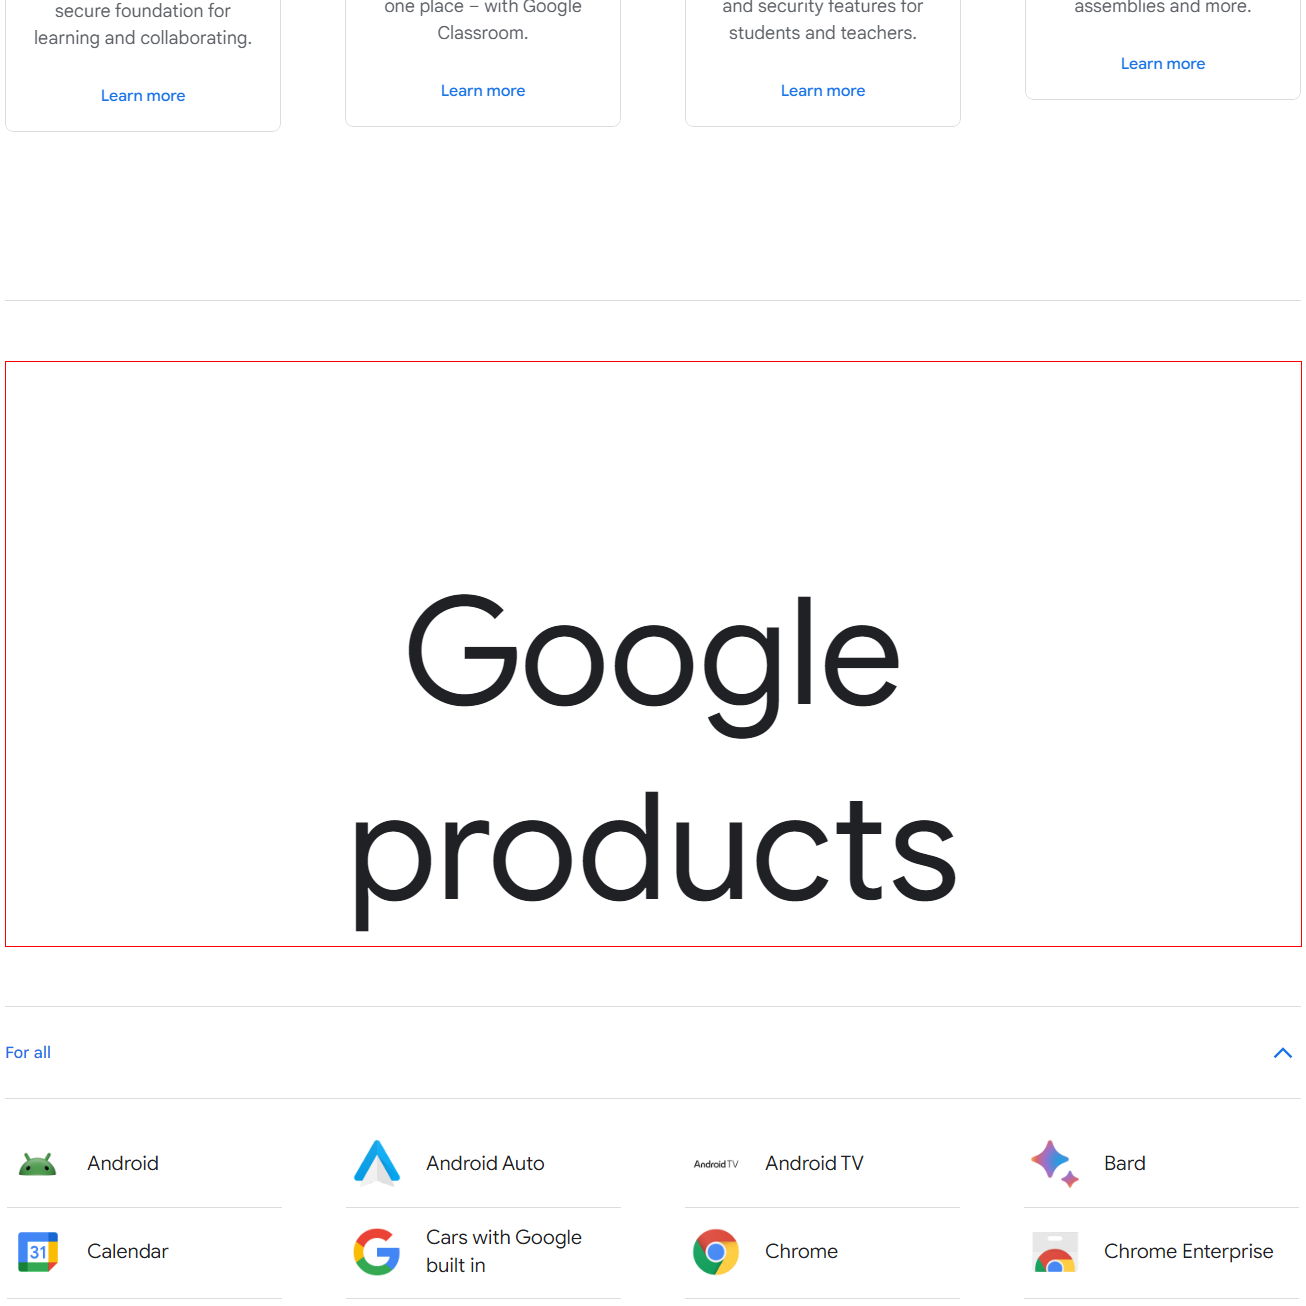 secure foundation for
learning and collaborating.
Learn more
one place – with Google
Classroom.
Learn more
and security features for
students and teachers.
Learn more
assemblies and more.
Learn more
Google
products
For all
Android
Android Auto
Android TV
Android TV
Bard
31
Calendar
Cars with Google
built in
Chrome
Chrome Enterprise